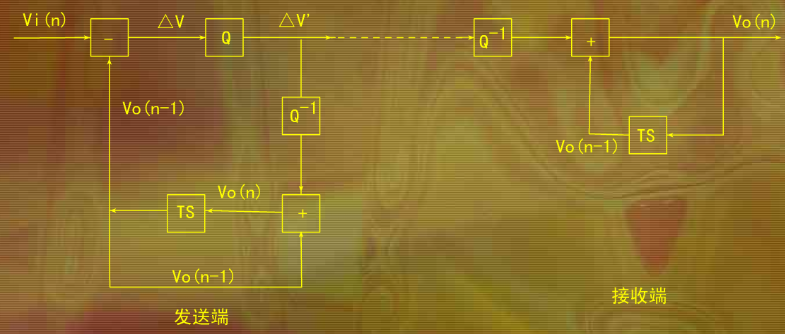 Vi(n)
−
△V
Q
△V'
Q⁻¹
+
Vo(n)
Vo(n-1)
Q⁻¹
Vo(n-1)
TS
TS
Vo(n)
+
Vo(n-1)
发送端
接收端